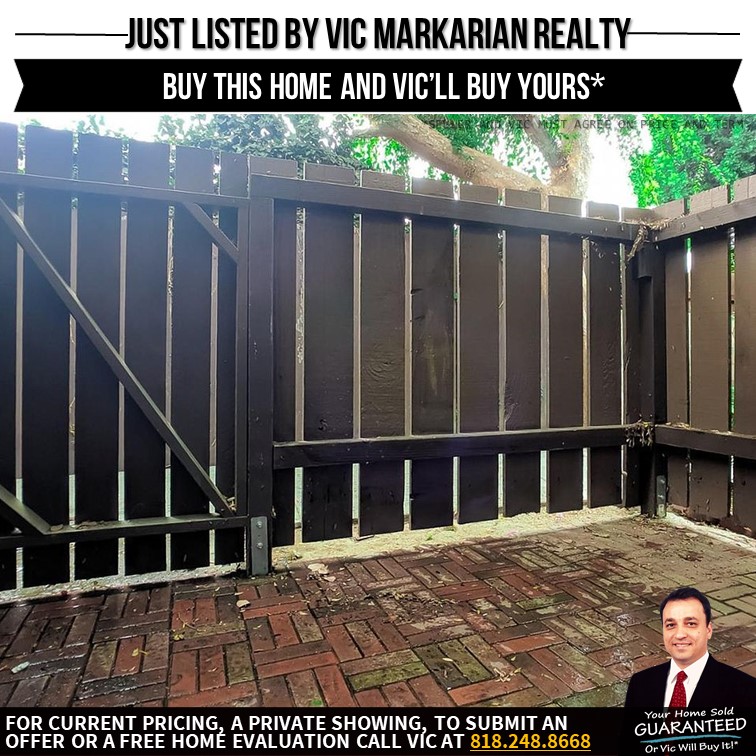 JUST LISTED BY VIC MARKARIAN REALTY
BUY THIS HOME AND VIC'LL BUY YOURS*
*SELLER AND VIC MUST AGREE ON PRICE AND TERMS
Your Home Sold
GUARANTEED
Or Vic Will Buy It!
FOR CURRENT PRICING, A PRIVATE SHOWING, TO SUBMIT AN
OFFER OR A FREE HOME EVALUATION CALL VIC AT 818.248.8668